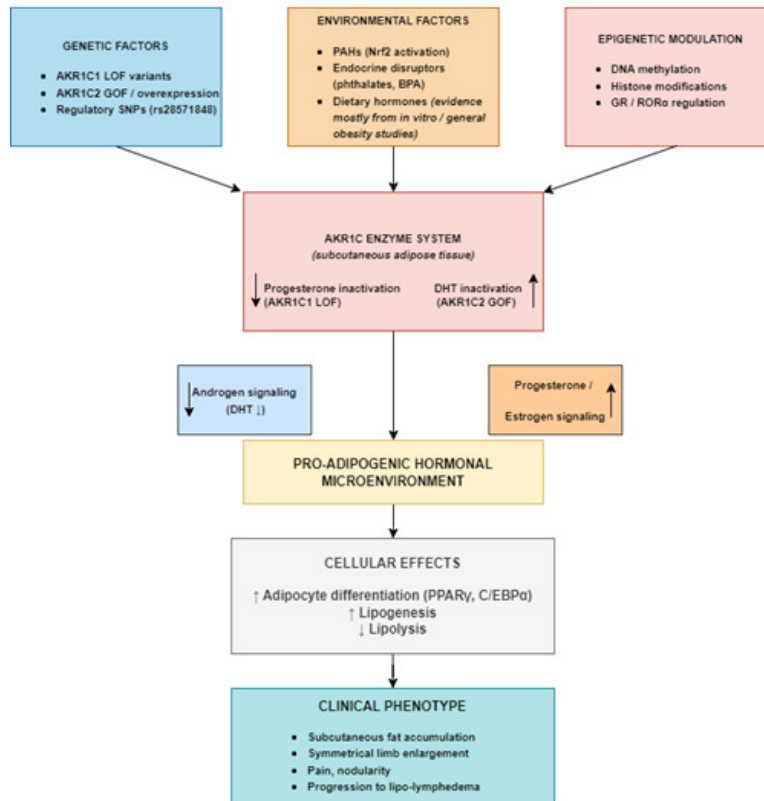 GENETIC FACTORS
• AKR1C1 LOF variants
• AKR1C2 GOF / overexpression
• Regulatory SNPs (rs28571848)
ENVIRONMENTAL FACTORS
• PAHs (Nrf2 activation)
• Endocrine disruptors
(phthalates, BPA)
• Dietary hormones (evidence
mostly from in vitro / general
obesity studies)
EPIGENETIC MODULATION
• DNA methylation
• Histone modifications
• GR / RORα regulation
AKR1C ENZYME SYSTEM
(subcutaneous adipose tissue)
↓ Progesterone inactivation
(AKR1C1 LOF)
DHT inactivation ↑
(AKR1C2 GOF)
↓ Androgen signaling
(DHT ↓)
Progesterone / ↑
Estrogen signaling
PRO-ADIPOGENIC HORMONAL
MICROENVIRONMENT
CELLULAR EFFECTS
↑ Adipocyte differentiation (PPARγ, C/EBPα)
↑ Lipogenesis
↓ Lipolysis
CLINICAL PHENOTYPE
• Subcutaneous fat accumulation
• Symmetrical limb enlargement
• Pain, nodularity
• Progression to lipo-lymphedema